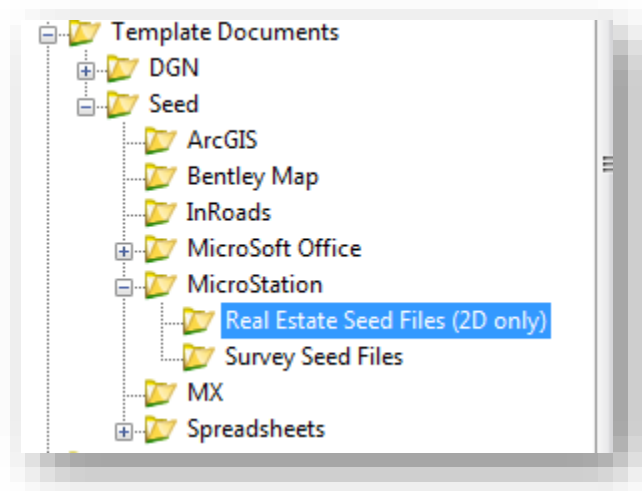 Template Documents
DGN
Seed
ArcGIS
Bentley Map
InRoads
MicroSoft Office
MicroStation
Real Estate Seed Files (2D only)
Survey Seed Files
MX
Spreadsheets